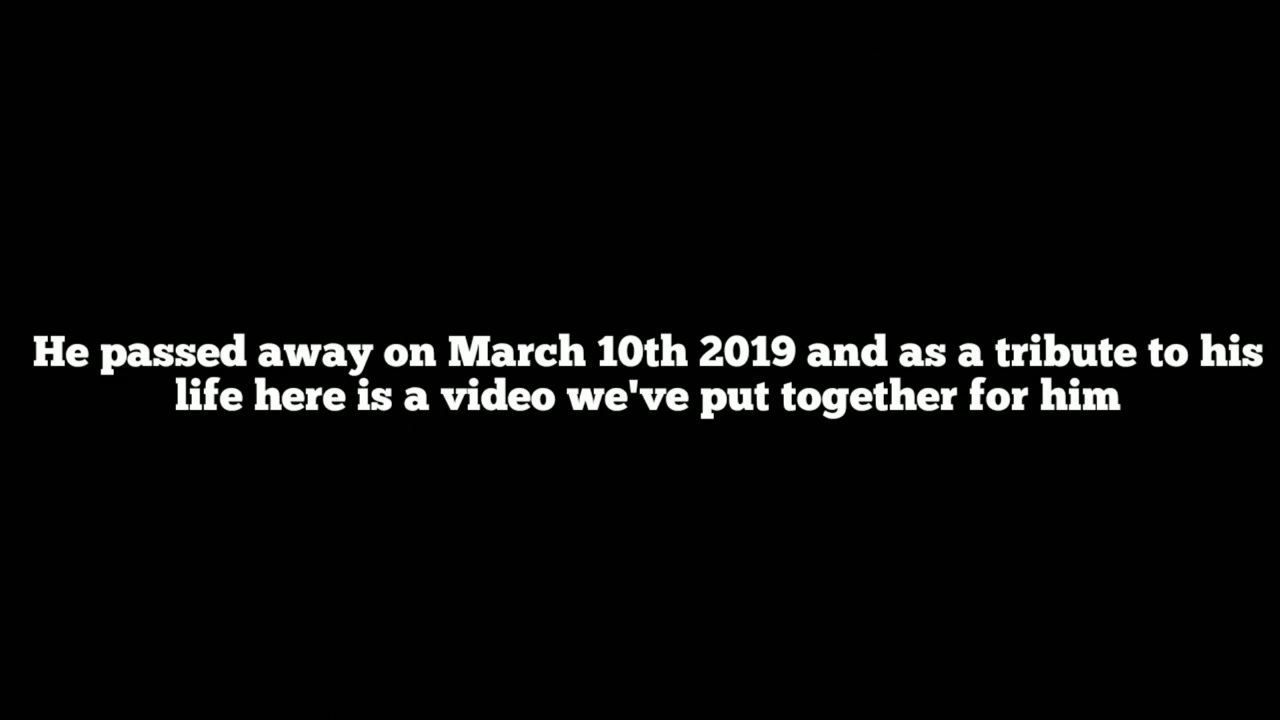 He passed away on March 10th 2019 and as a tribute to his
life here is a video we've put together for him